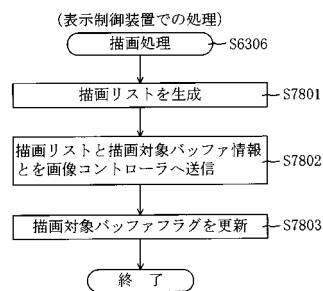 (表示制御装置での処理)
描画処理 S6306
描画リストを生成 S7801
描画リストと描画対象バッファ情報
とを画像コントローラへ送信 S7802
描画対象バッファフラグを更新 S7803
終 了